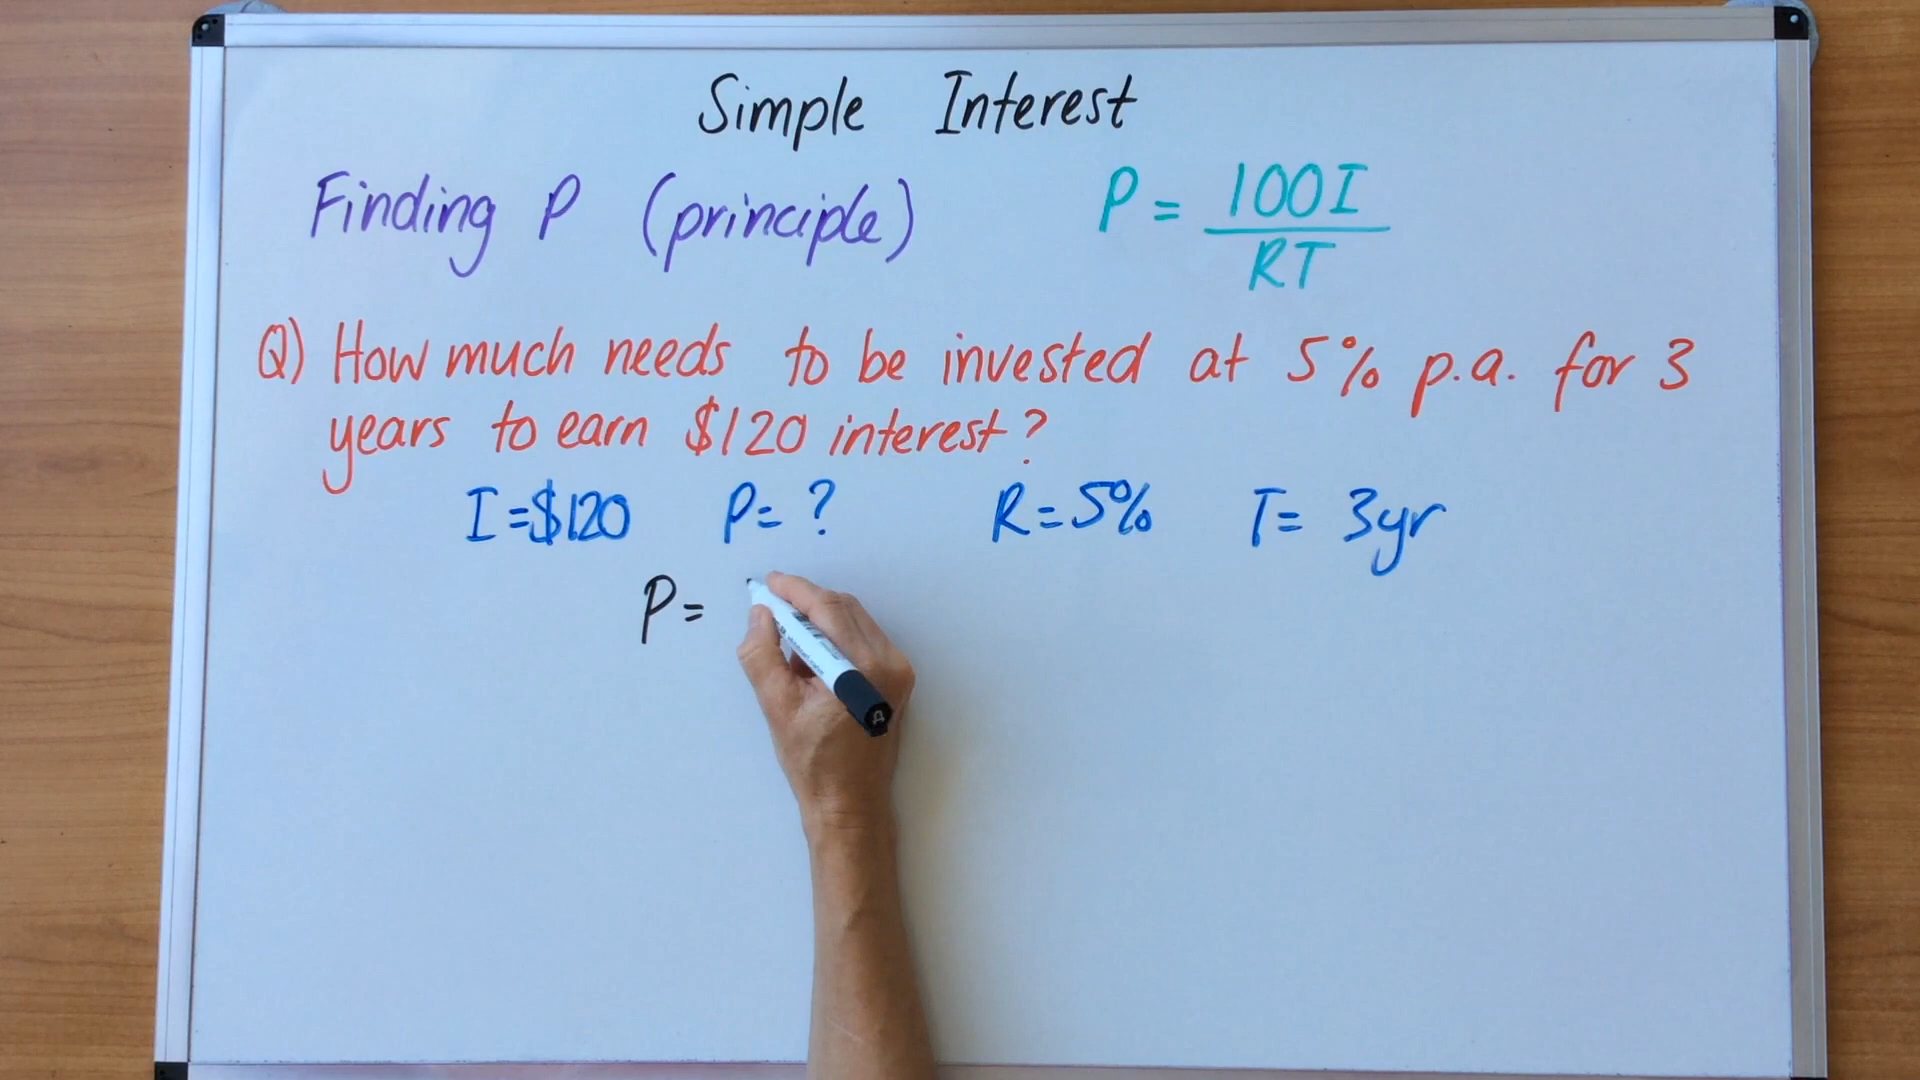 Simple Interest
Finding P (principle)
P = 100I / RT
Q) How much needs to be invested at 5% p.a. for 3
years to earn $120 interest?
I = $120 P = ? R = 5% T = 3yr
P =